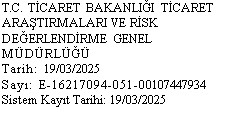 T.C. TİCARET BAKANLIĞI TİCARET
ARAŞTIRMALARI VE RİSK
DEĞERLENDİRME GENEL
MÜDÜRLÜĞÜ
Tarih: 19/03/2025
Sayı: E-16217094-051-00107447934
Sistem Kayıt Tarihi: 19/03/2025